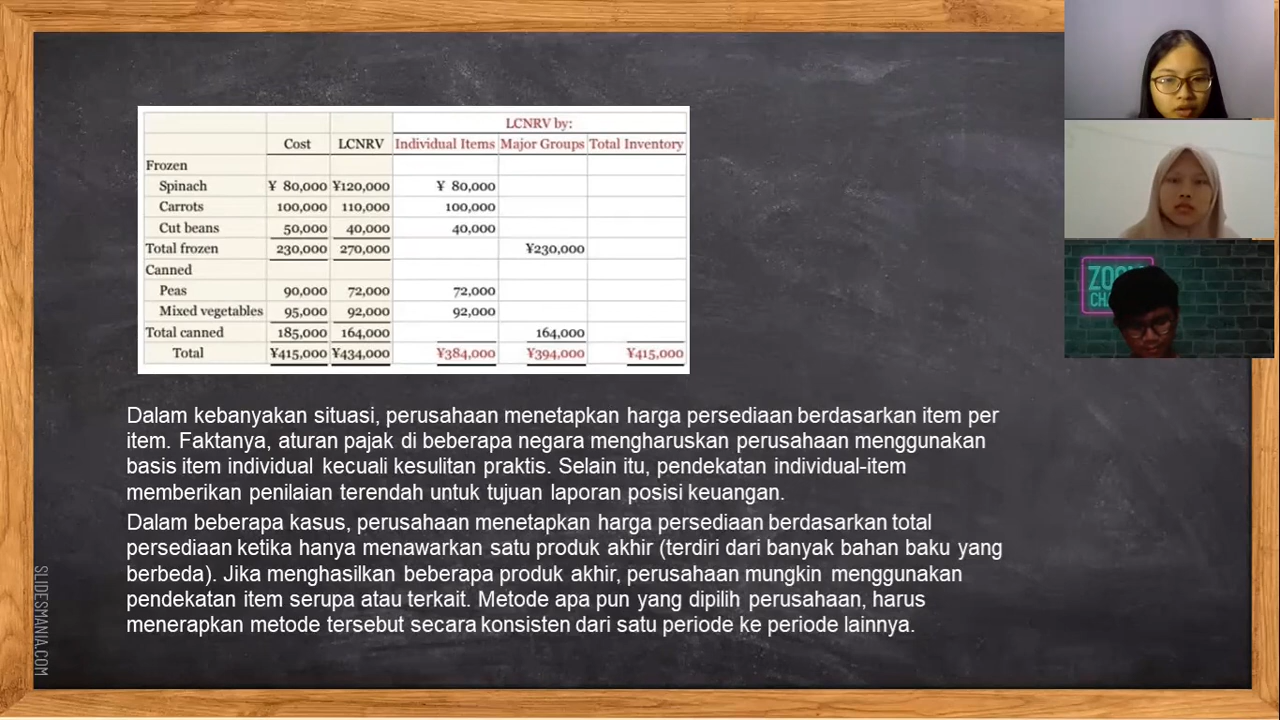 LCNRV by:
Cost LCNRV Individual Items Major Groups Total Inventory
Frozen
Spinach ¥ 80,000 ¥120,000 ¥ 80,000
Carrots 100,000 110,000 100,000
Cut beans 50,000 40,000 40,000
Total frozen 230,000 270,000 ¥230,000
Canned
Peas 90,000 72,000 72,000
Mixed vegetables 95,000 92,000 92,000
Total canned 185,000 164,000 164,000
Total ¥415,000 ¥434,000 ¥384,000 ¥394,000 ¥415,000
Dalam kebanyakan situasi, perusahaan menetapkan harga persediaan berdasarkan item per
item. Faktanya, aturan pajak di beberapa negara mengharuskan perusahaan menggunakan
basis item individual kecuali kesulitan praktis. Selain itu, pendekatan individual-item
memberikan penilaian terendah untuk tujuan laporan posisi keuangan.
Dalam beberapa kasus, perusahaan menetapkan harga persediaan berdasarkan total
persediaan ketika hanya menawarkan satu produk akhir (terdiri dari banyak bahan baku yang
berbeda). Jika menghasilkan beberapa produk akhir, perusahaan mungkin menggunakan
pendekatan item serupa atau terkait. Metode apa pun yang dipilih perusahaan, harus
menerapkan metode tersebut secara konsisten dari satu periode ke periode lainnya.
SLIDESMANIA.COM